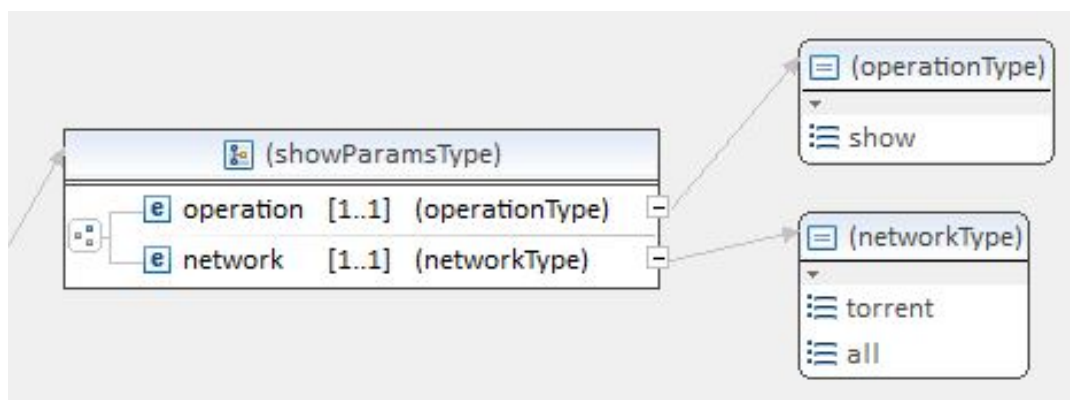 (showParamsType)
e operation [1..1] (operationType)
e network [1..1] (networkType)
(operationType)
show
(networkType)
torrent
all